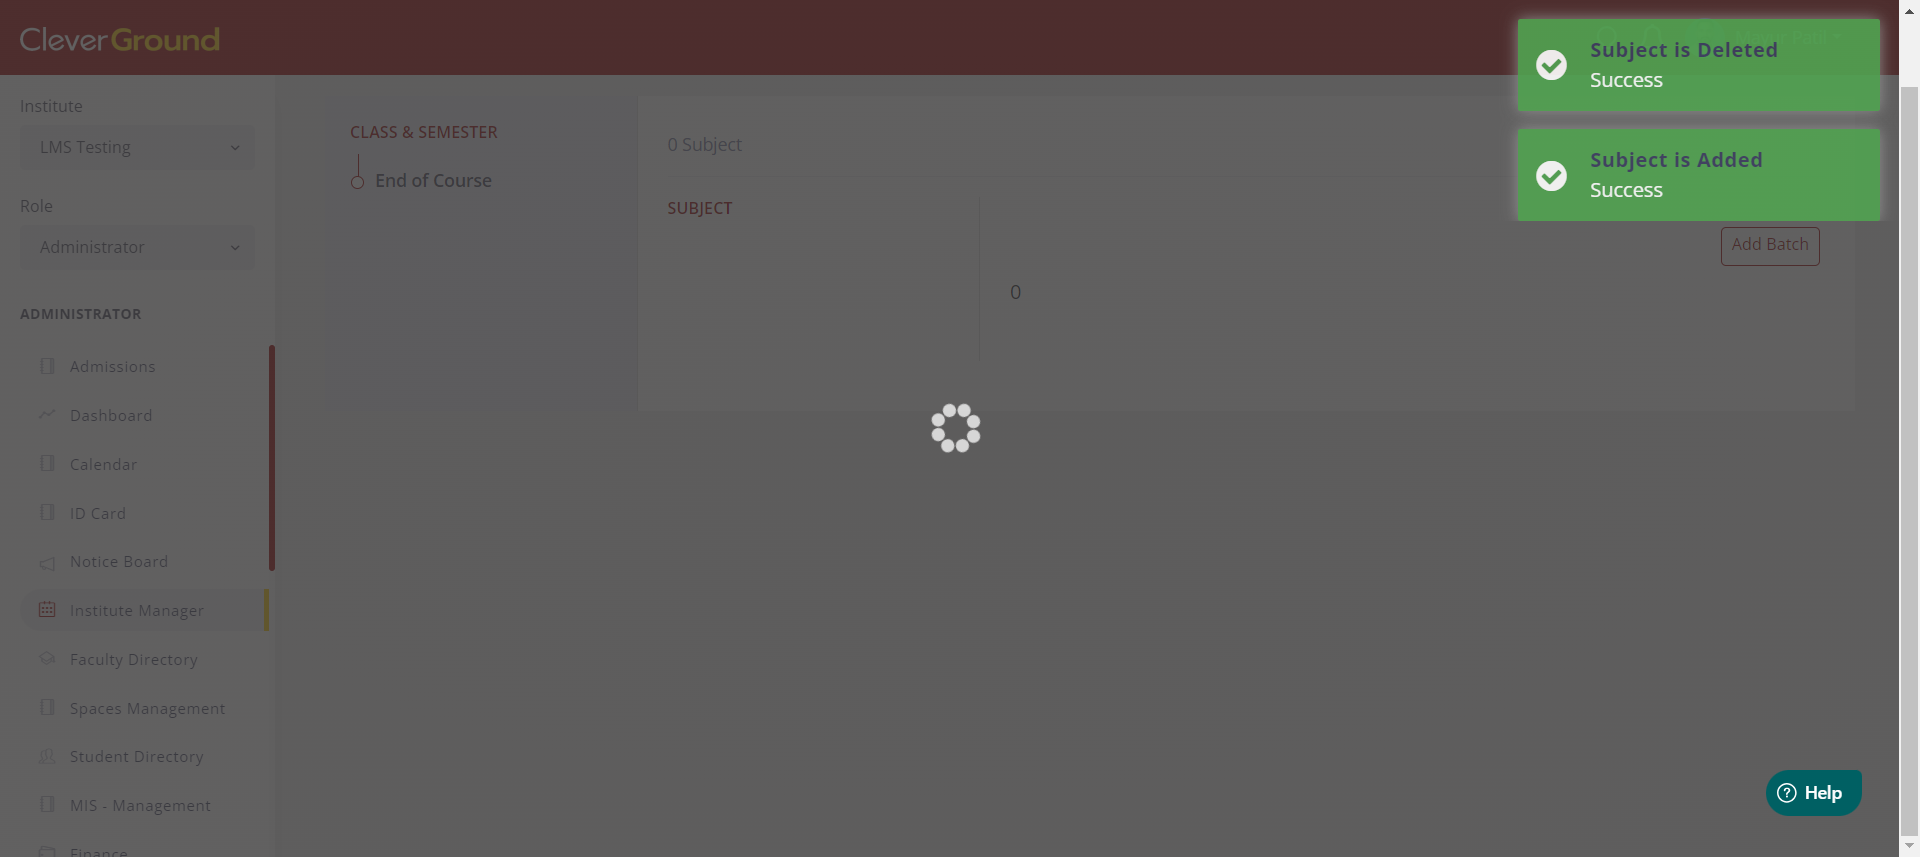 CleverGround
Subject is Deleted
Success
Subject is Added
Success
Institute
LMS Testing
Role
Administrator
ADMINISTRATOR
Admissions
Dashboard
Calendar
ID Card
Notice Board
Institute Manager
Faculty Directory
Spaces Management
Student Directory
MIS - Management
Finance
CLASS & SEMESTER
End of Course
0 Subject
SUBJECT
Add Batch
0
Help